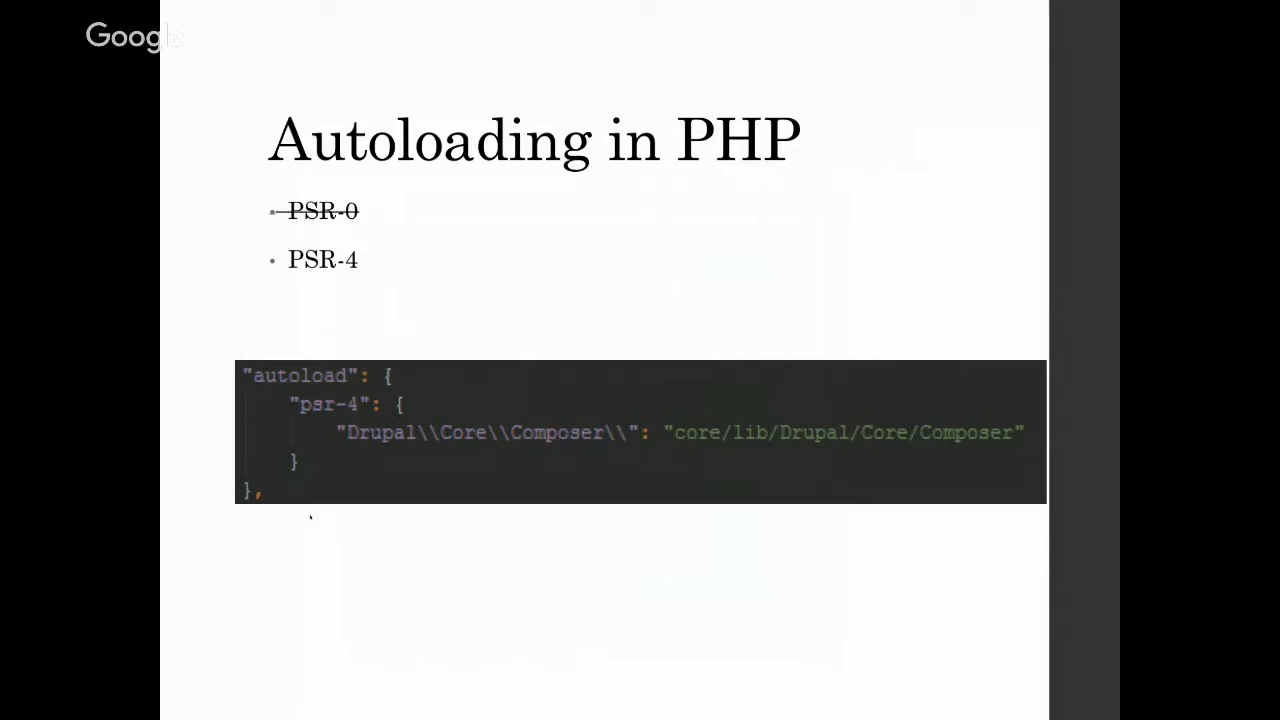 Google
Autoloading in PHP
• PSR-0
• PSR-4
"autoload": {
"psr-4": {
"Drupal\\Core\\Composer\\": "core/lib/Drupal/Core/Composer"
}
},